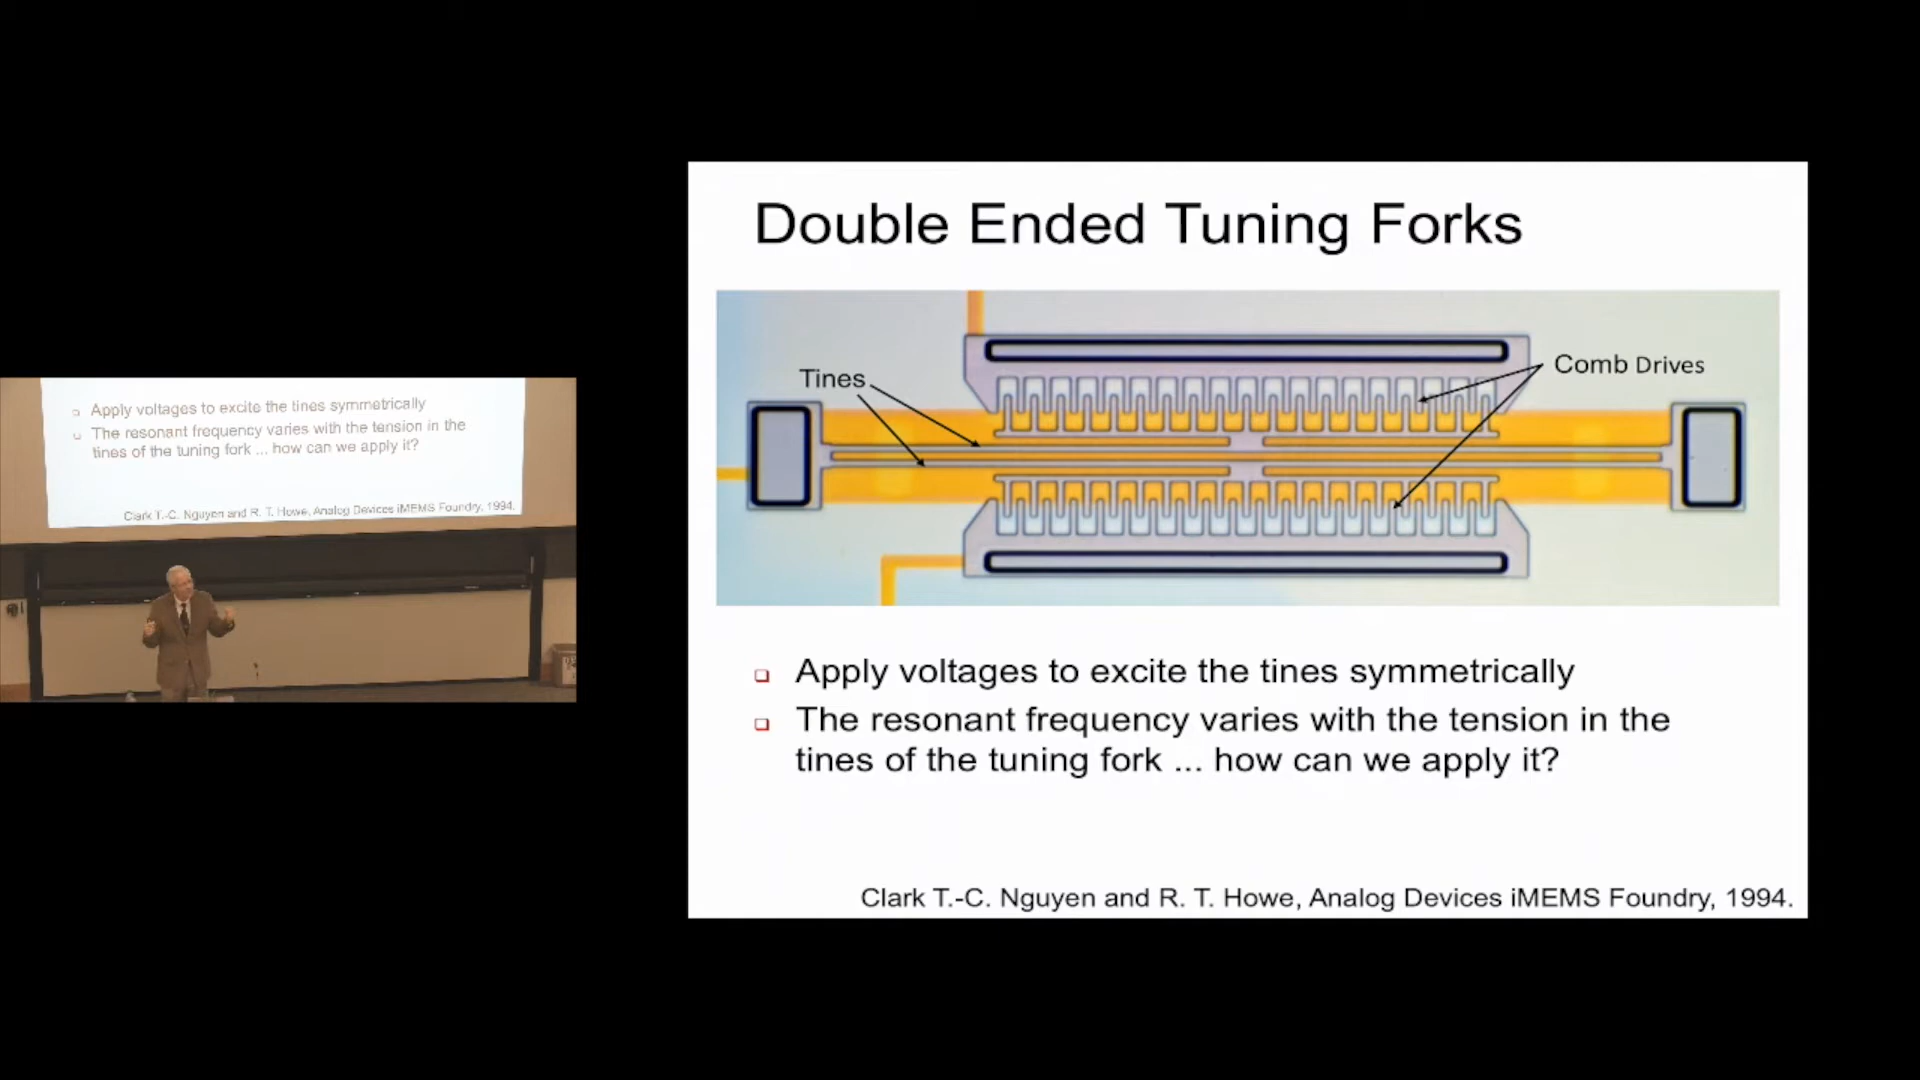 Apply voltages to excite the tines symmetrically
The resonant frequency varies with the tension in the
tines of the tuning fork ... how can we apply it?
Clark T.-C. Nguyen and R. T. Howe, Analog Devices iMEMS Foundry, 1994.
Double Ended Tuning Forks
Tines
Comb Drives
Apply voltages to excite the tines symmetrically
The resonant frequency varies with the tension in the
tines of the tuning fork ... how can we apply it?
Clark T.-C. Nguyen and R. T. Howe, Analog Devices iMEMS Foundry, 1994.